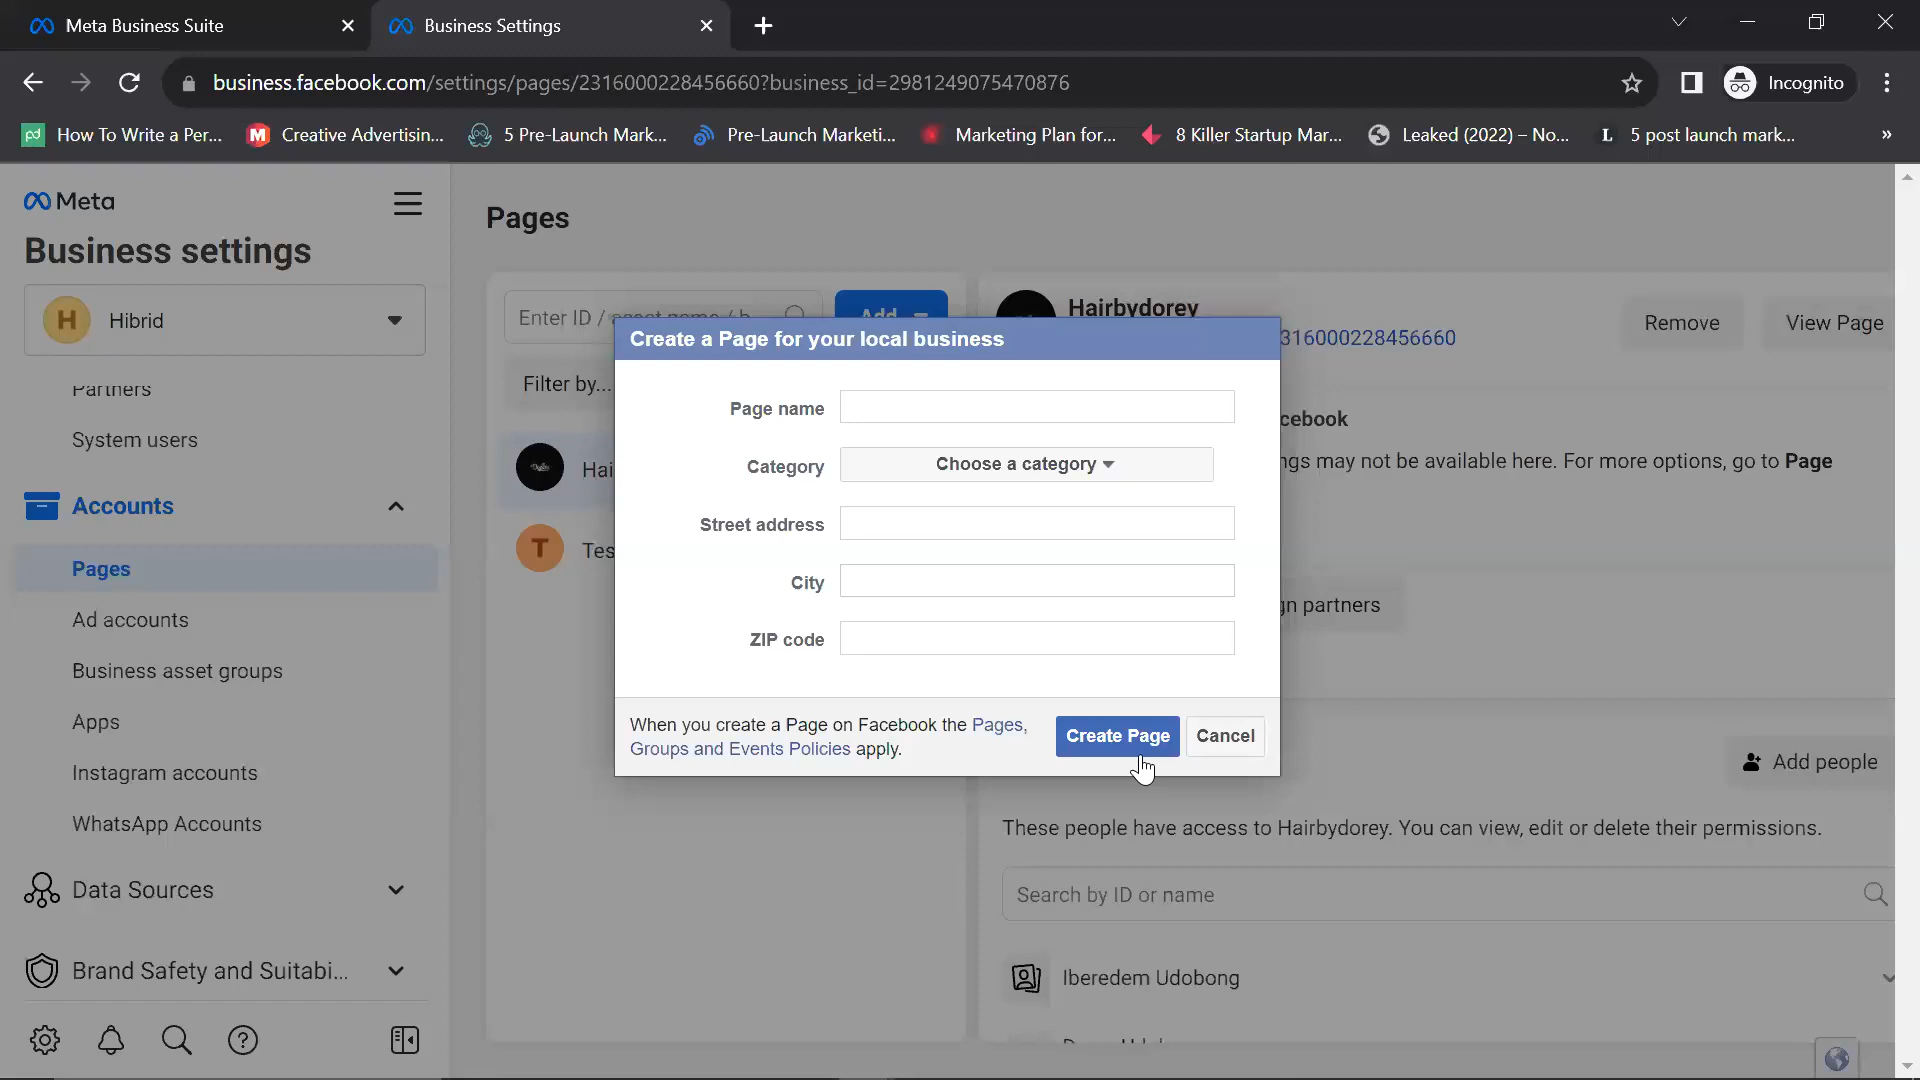 Meta Business Suite
Business Settings
business.facebook.com/settings/pages/2316000228456660?business_id=2981249075470876
Incognito
How To Write a Per...
Creative Advertisin...
5 Pre-Launch Mark...
Pre-Launch Marketi...
Marketing Plan for...
8 Killer Startup Mar...
Leaked (2022) – No...
L
5 post launch mark...
»
Meta
Business settings
H
Hibrid
Partners
System users
Accounts
Pages
Ad accounts
Business asset groups
Apps
Instagram accounts
WhatsApp Accounts
Data Sources
Brand Safety and Suitabi...
Pages
Enter ID / asset name / b
Add
Filter by...
Hai
T
Tes
Hairbydorey
316000228456660
Remove
View Page
cebook
ngs may not be available here. For more options, go to Page
gn partners
Add people
These people have access to Hairbydorey. You can view, edit or delete their permissions.
Search by ID or name
Iberedem Udobong
Create a Page for your local business
Page name
Category
Choose a category
Street address
City
ZIP code
When you create a Page on Facebook the Pages,
Groups and Events Policies apply.
Create Page
Cancel